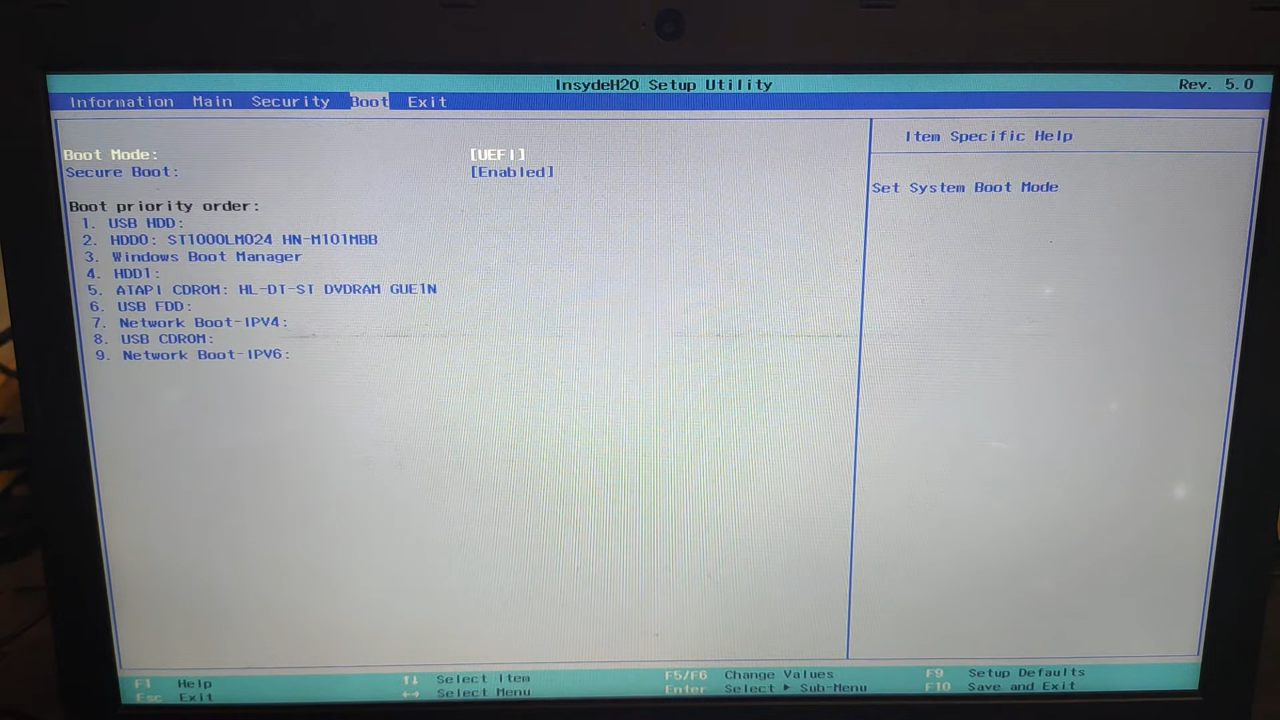 InsydeH20 Setup Utility Rev. 5.0
Information Main Security Boot Exit
Item Specific Help
Boot Mode: [UEFI]
Secure Boot: [Enabled]
Set System Boot Mode
Boot priority order:
1. USB HDD:
2. HDD0: ST1000LM024 HN-M101MBB
3. Windows Boot Manager
4. HDD1:
5. ATAPI CDROM: HL-DT-ST DVDRAM GUE1N
6. USB FDD:
7. Network Boot-IPV4:
8. USB CDROM:
9. Network Boot-IPV6:
F1 Help ↑↓ Select Item F5/F6 Change Values F9 Setup Defaults
Esc Exit ←→ Select Menu Enter Select ▸ Sub-Menu F10 Save and Exit